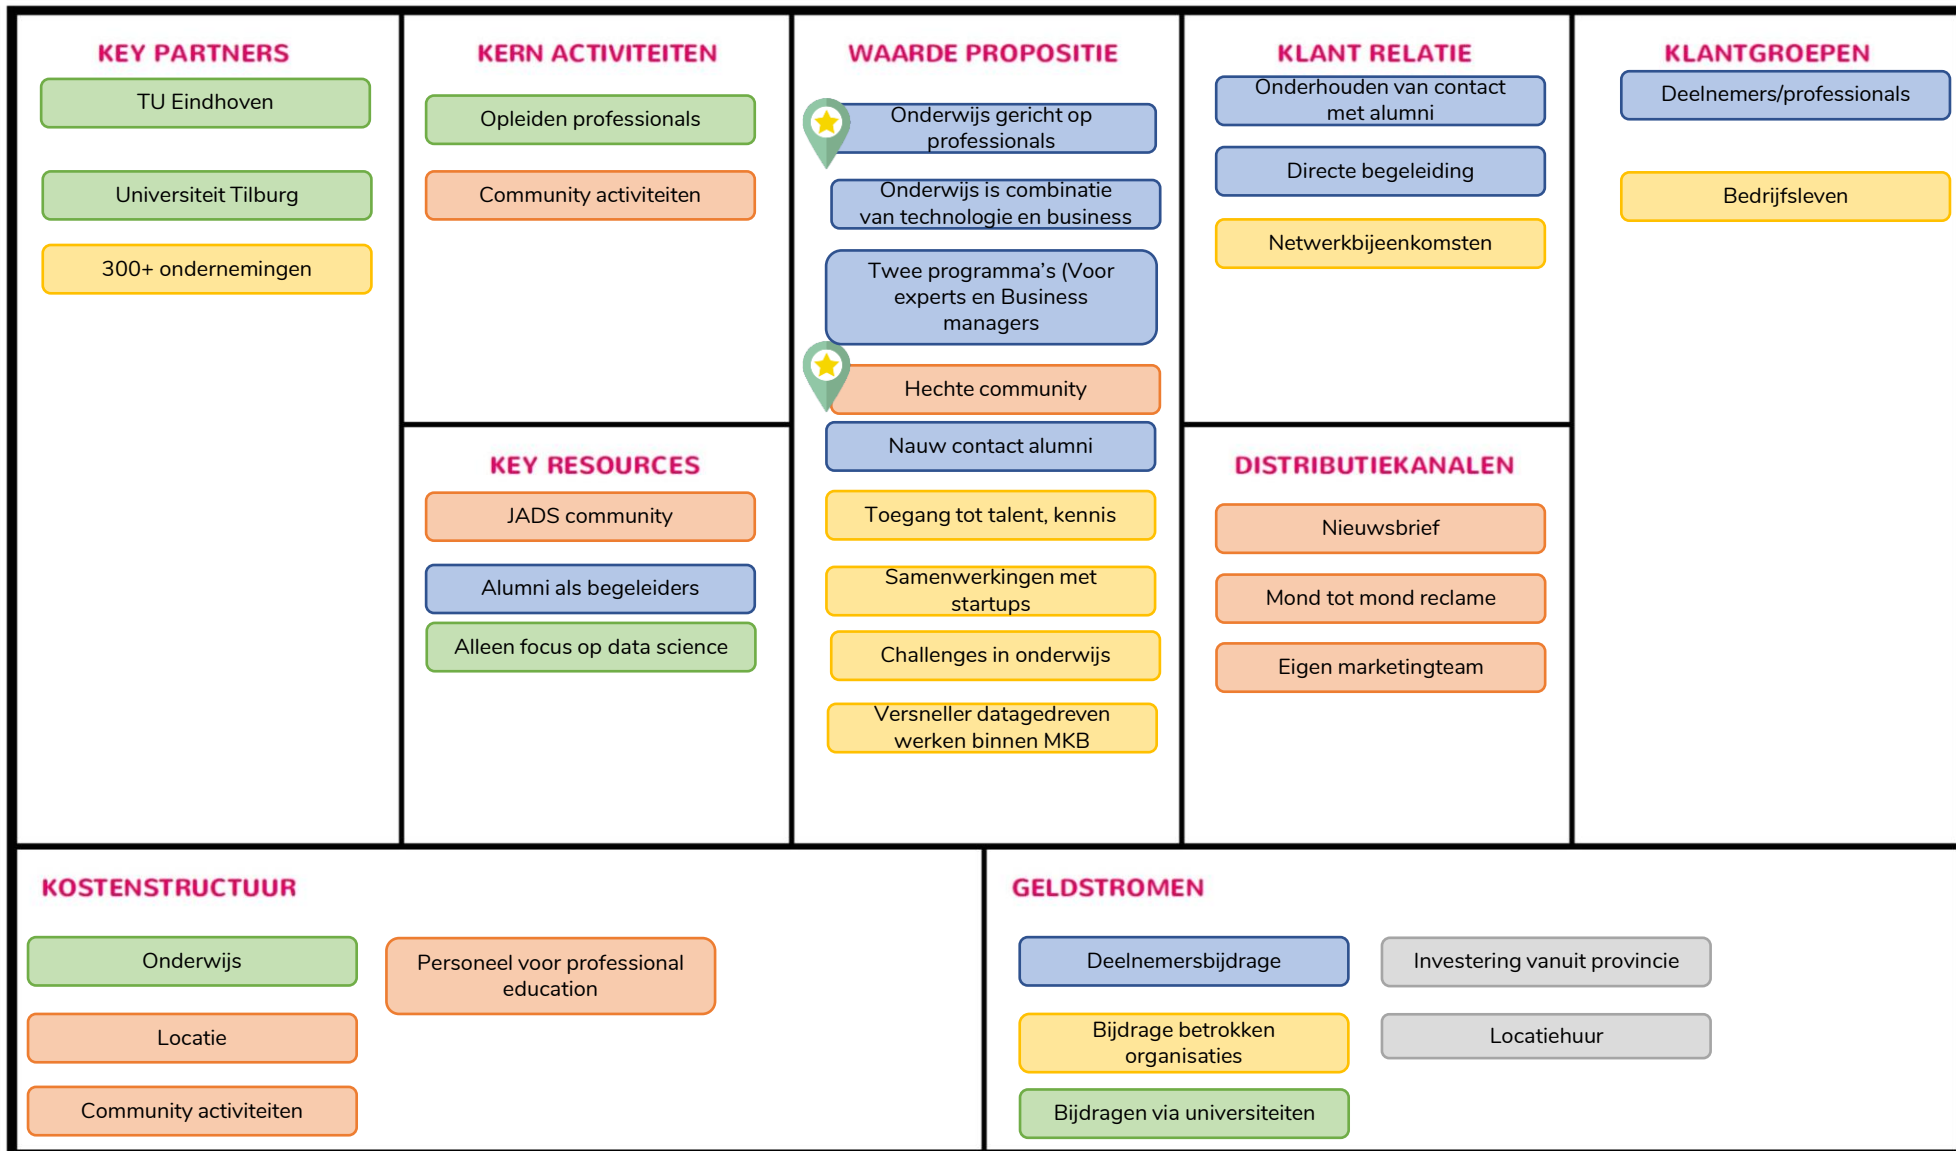 KEY PARTNERS
TU Eindhoven
Universiteit Tilburg
300+ ondernemingen
KERN ACTIVITEITEN
Opleiden professionals
Community activiteiten
KEY RESOURCES
JADS community
Alumni als begeleiders
Alleen focus op data science
WAARDE PROPOSITIE
Onderwijs gericht op
professionals
Onderwijs is combinatie
van technologie en business
Twee programma's (Voor
experts en Business
managers
Hechte community
Nauw contact alumni
Toegang tot talent, kennis
Samenwerkingen met
startups
Challenges in onderwijs
Versneller datagedreven
werken binnen MKB
KLANT RELATIE
Onderhouden van contact
met alumni
Directe begeleiding
Netwerkbijeenkomsten
DISTRIBUTIEKANALEN
Nieuwsbrief
Mond tot mond reclame
Eigen marketingteam
KLANTGROEPEN
Deelnemers/professionals
Bedrijfsleven
KOSTENSTRUCTUUR
Onderwijs
Locatie
Community activiteiten
Personeel voor professional
education
GELDSTROMEN
Deelnemersbijdrage
Bijdrage betrokken
organisaties
Bijdragen via universiteiten
Investering vanuit provincie
Locatiehuur